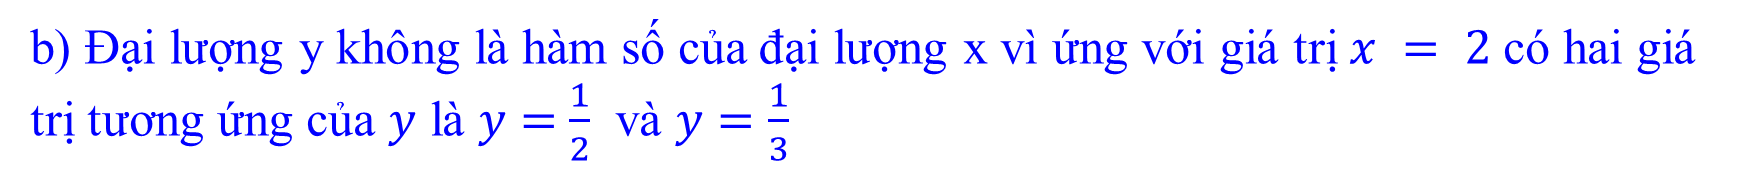 b) Đại lượng y không là hàm số của đại lượng x vì ứng với giá trị x = 2 có hai giá
trị tương ứng của y là y = 1/2 và y = 1/3